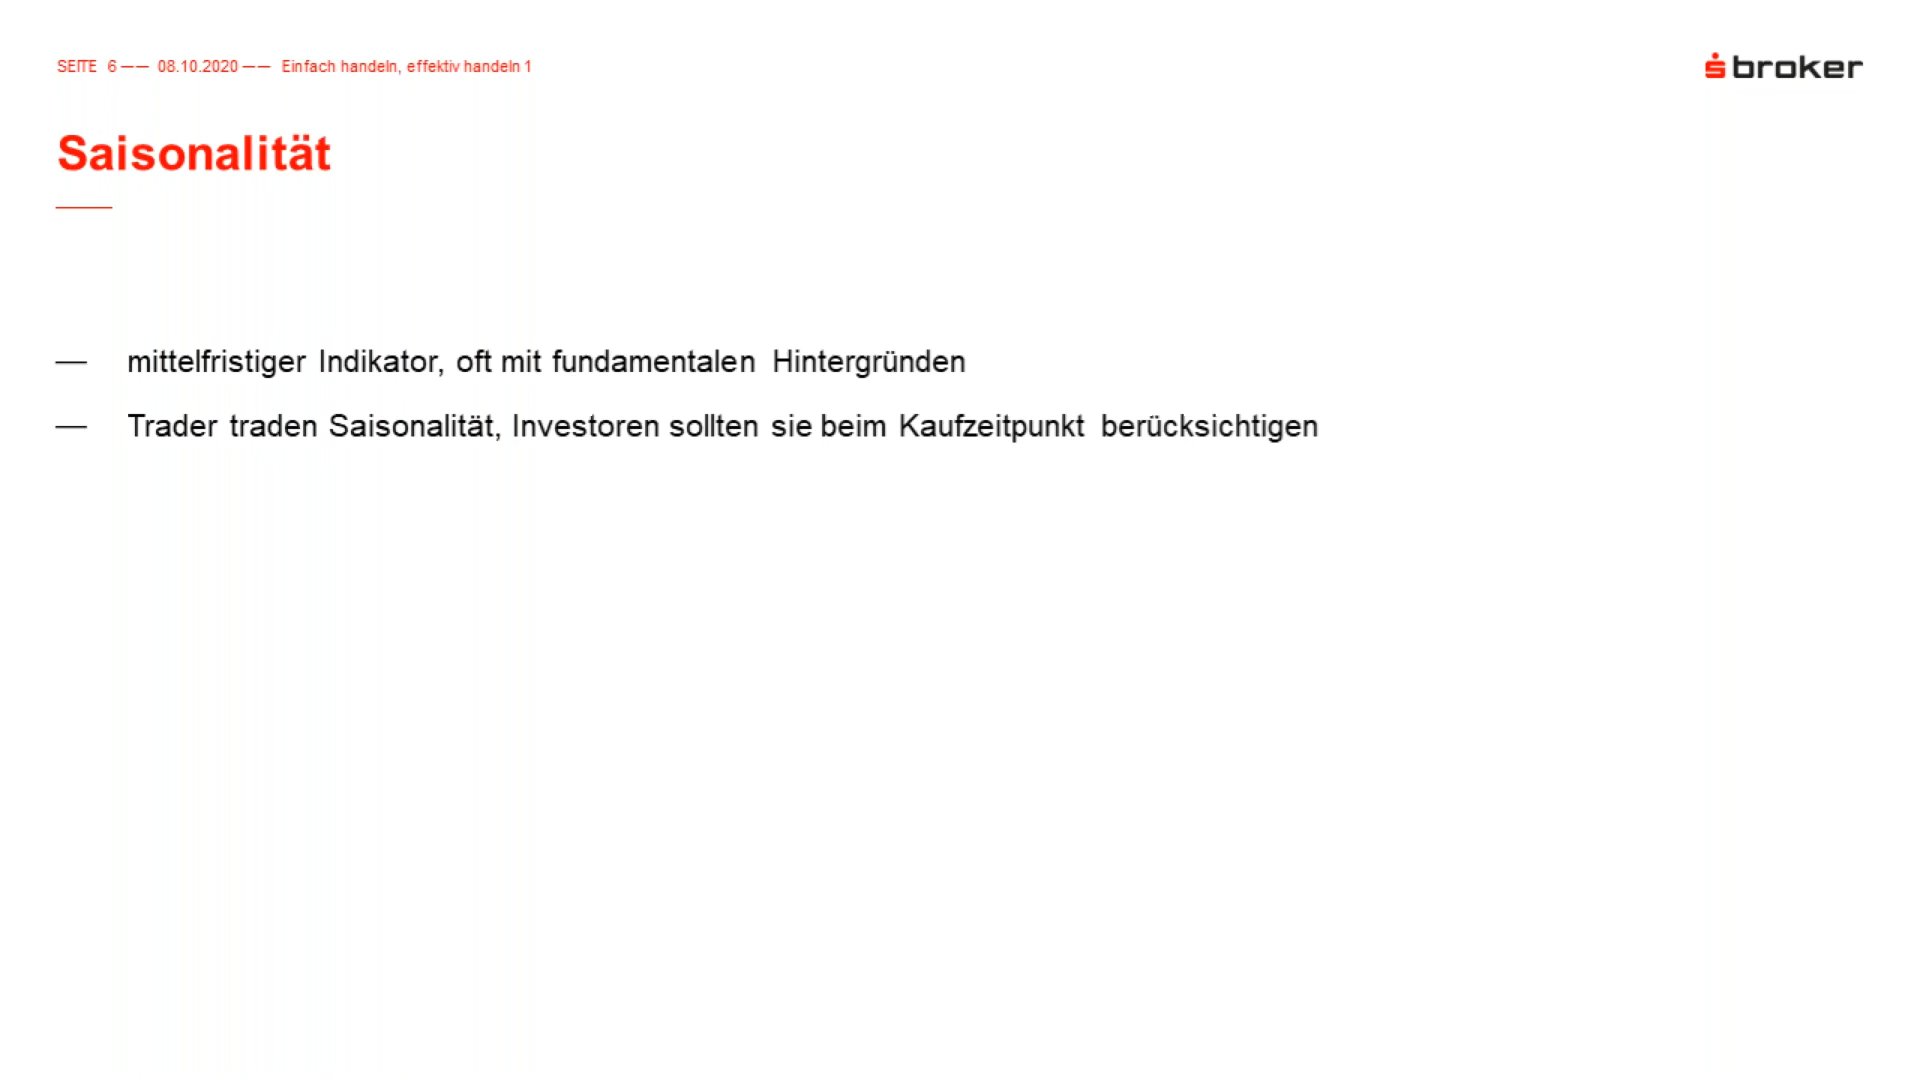 SEITE 6 —— 08.10.2020 —— Einfach handeln, effektiv handeln 1
broker
Saisonalität
— mittelfristiger Indikator, oft mit fundamentalen Hintergründen
— Trader traden Saisonalität, Investoren sollten sie beim Kaufzeitpunkt berücksichtigen